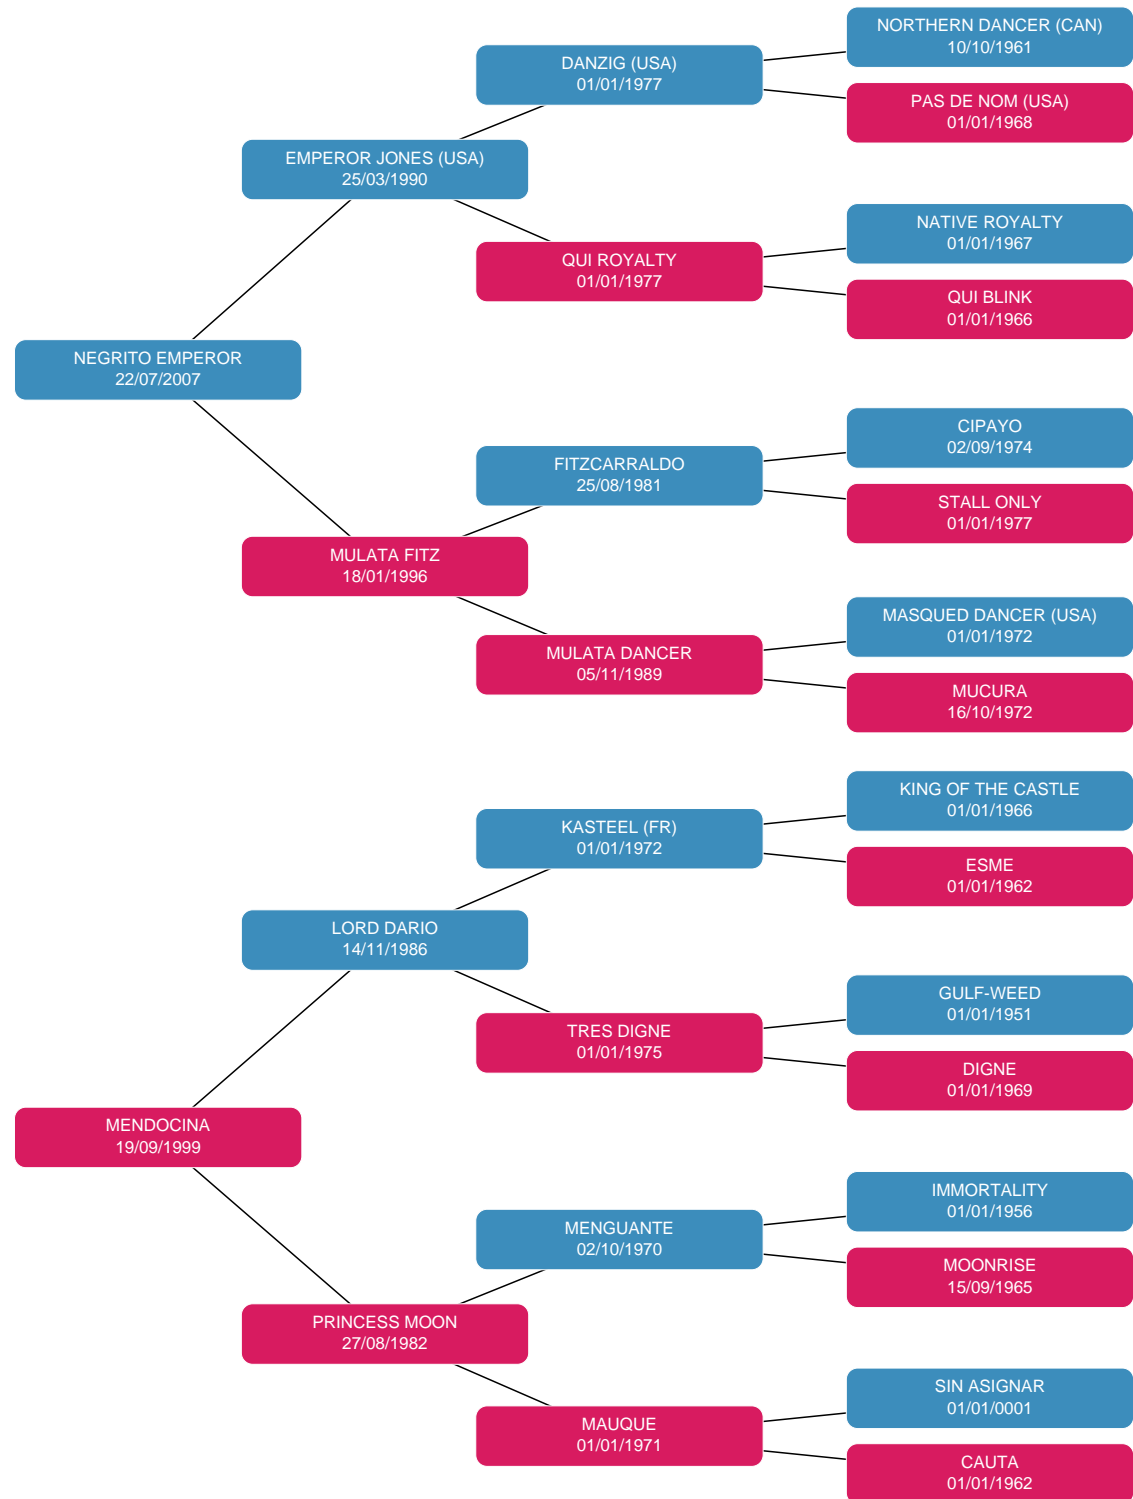 NORTHERN DANCER (CAN)
10/10/1961
DANZIG (USA)
01/01/1977
PAS DE NOM (USA)
01/01/1968
EMPEROR JONES (USA)
25/03/1990
NATIVE ROYALTY
01/01/1967
QUI ROYALTY
01/01/1977
QUI BLINK
01/01/1966
NEGRITO EMPEROR
22/07/2007
CIPAYO
02/09/1974
FITZCARRALDO
25/08/1981
STALL ONLY
01/01/1977
MULATA FITZ
18/01/1996
MASQUED DANCER (USA)
01/01/1972
MULATA DANCER
05/11/1989
MUCURA
16/10/1972
KING OF THE CASTLE
01/01/1966
KASTEEL (FR)
01/01/1972
ESME
01/01/1962
LORD DARIO
14/11/1986
GULF-WEED
01/01/1951
TRES DIGNE
01/01/1975
DIGNE
01/01/1969
MENDOCINA
19/09/1999
IMMORTALITY
01/01/1956
MENGUANTE
02/10/1970
MOONRISE
15/09/1965
PRINCESS MOON
27/08/1982
SIN ASIGNAR
01/01/0001
MAUQUE
01/01/1971
CAUTA
01/01/1962